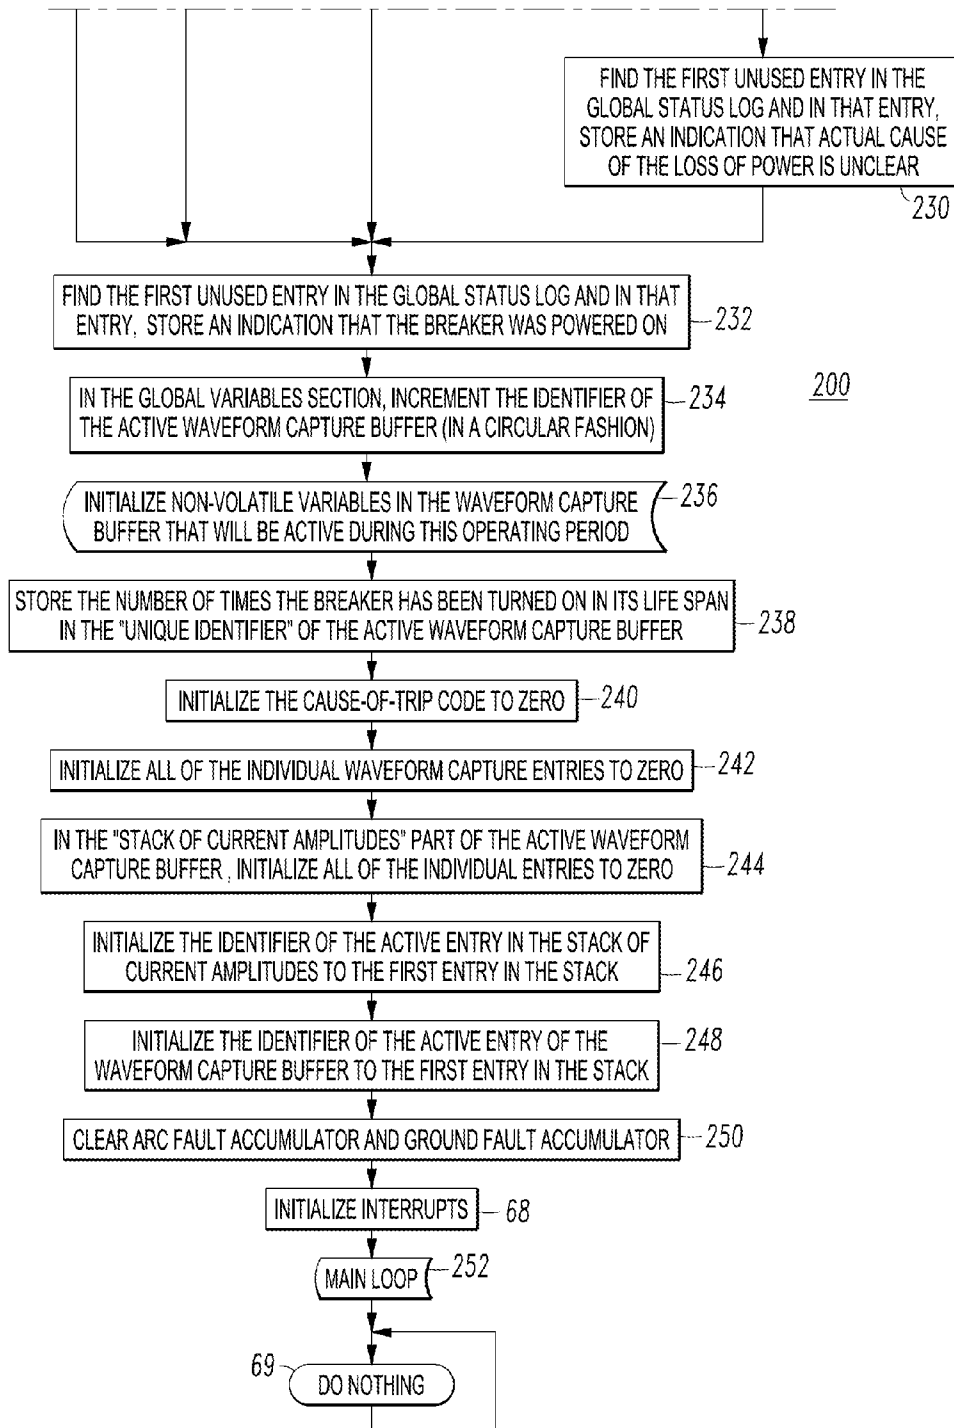 FIND THE FIRST UNUSED ENTRY IN THE
GLOBAL STATUS LOG AND IN THAT ENTRY,
STORE AN INDICATION THAT ACTUAL CAUSE
OF THE LOSS OF POWER IS UNCLEAR
230
FIND THE FIRST UNUSED ENTRY IN THE GLOBAL STATUS LOG AND IN THAT
ENTRY, STORE AN INDICATION THAT THE BREAKER WAS POWERED ON
232
200
IN THE GLOBAL VARIABLES SECTION, INCREMENT THE IDENTIFIER OF
THE ACTIVE WAVEFORM CAPTURE BUFFER (IN A CIRCULAR FASHION)
234
INITIALIZE NON-VOLATILE VARIABLES IN THE WAVEFORM CAPTURE
BUFFER THAT WILL BE ACTIVE DURING THIS OPERATING PERIOD
236
STORE THE NUMBER OF TIMES THE BREAKER HAS BEEN TURNED ON IN ITS LIFE SPAN
IN THE "UNIQUE IDENTIFIER" OF THE ACTIVE WAVEFORM CAPTURE BUFFER
238
INITIALIZE THE CAUSE-OF-TRIP CODE TO ZERO
240
INITIALIZE ALL OF THE INDIVIDUAL WAVEFORM CAPTURE ENTRIES TO ZERO
242
IN THE "STACK OF CURRENT AMPLITUDES" PART OF THE ACTIVE WAVEFORM
CAPTURE BUFFER , INITIALIZE ALL OF THE INDIVIDUAL ENTRIES TO ZERO
244
INITIALIZE THE IDENTIFIER OF THE ACTIVE ENTRY IN THE STACK OF
CURRENT AMPLITUDES TO THE FIRST ENTRY IN THE STACK
246
INITIALIZE THE IDENTIFIER OF THE ACTIVE ENTRY OF THE
WAVEFORM CAPTURE BUFFER TO THE FIRST ENTRY IN THE STACK
248
CLEAR ARC FAULT ACCUMULATOR AND GROUND FAULT ACCUMULATOR
250
INITIALIZE INTERRUPTS
68
MAIN LOOP
252
69
DO NOTHING